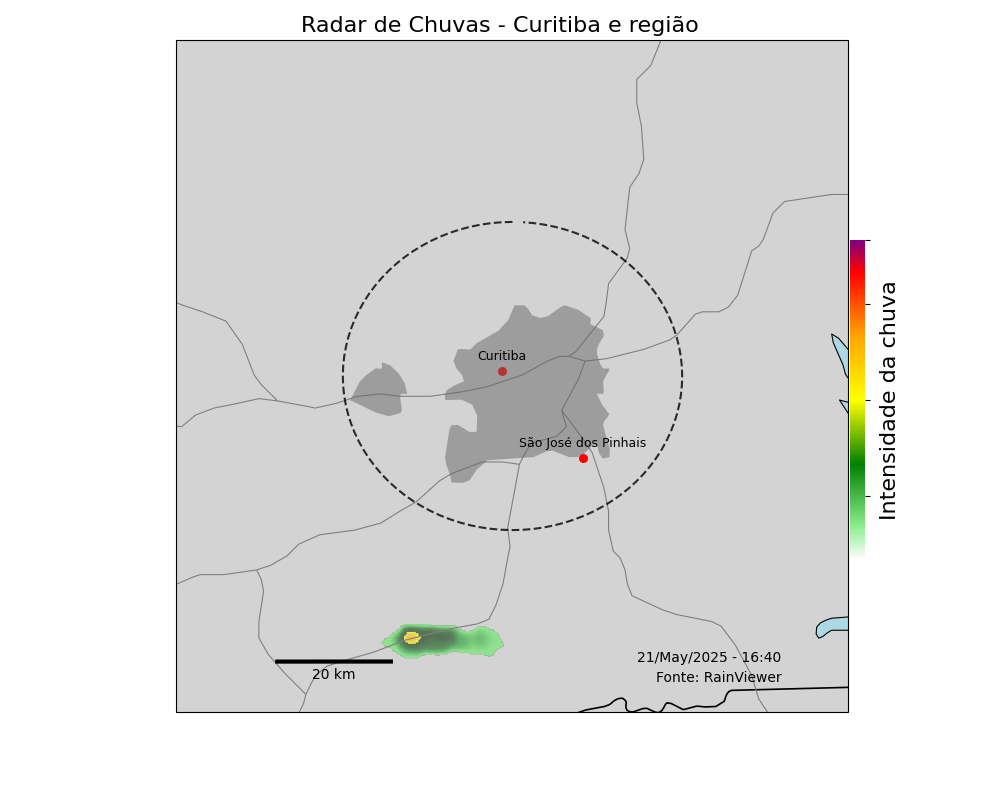 Radar de Chuvas - Curitiba e região
Curitiba
São José dos Pinhais
Intensidade da chuva
21/May/2025 - 16:40
20 km
Fonte: RainViewer